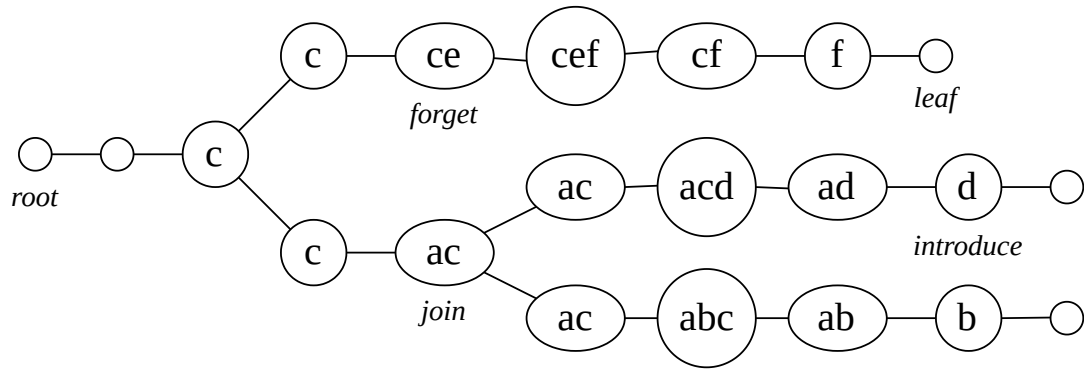 c ce cef cf f
forget
leaf
c
root
ac acd ad d
introduce
c ac
join
ac abc ab b